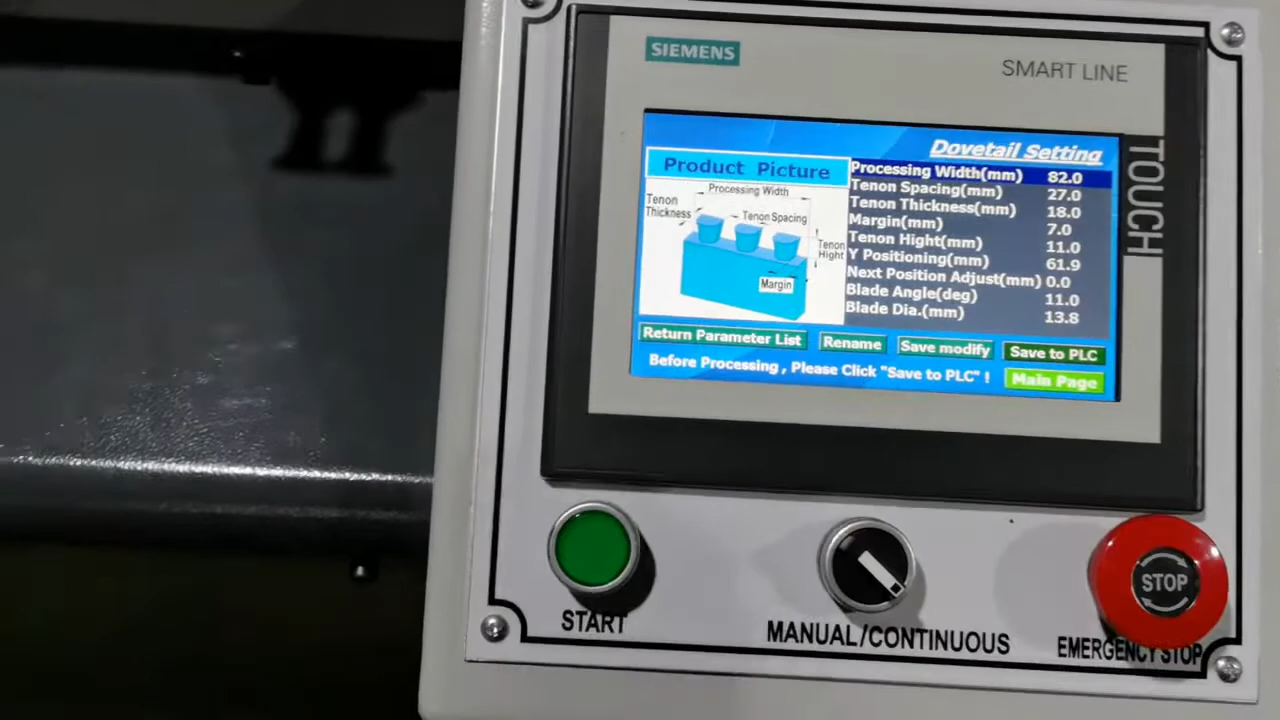 SIEMENS
SMART LINE
TOUCH
Dovetail Setting
Product Picture
Processing Width
Tenon
Thickness
Tenon Spacing
Tenon
Hight
Margin
Processing Width(mm) 82.0
Tenon Spacing(mm) 27.0
Tenon Thickness(mm) 18.0
Margin(mm) 7.0
Tenon Hight(mm) 11.0
Y Positioning(mm) 61.9
Next Position Adjust(mm) 0.0
Blade Angle(deg) 11.0
Blade Dia.(mm) 13.8
Return Parameter List
Rename
Save modify
Save to PLC
Before Processing , Please Click "Save to PLC" !
Main Page
START
MANUAL/CONTINUOUS
STOP
EMERGENCY STOP